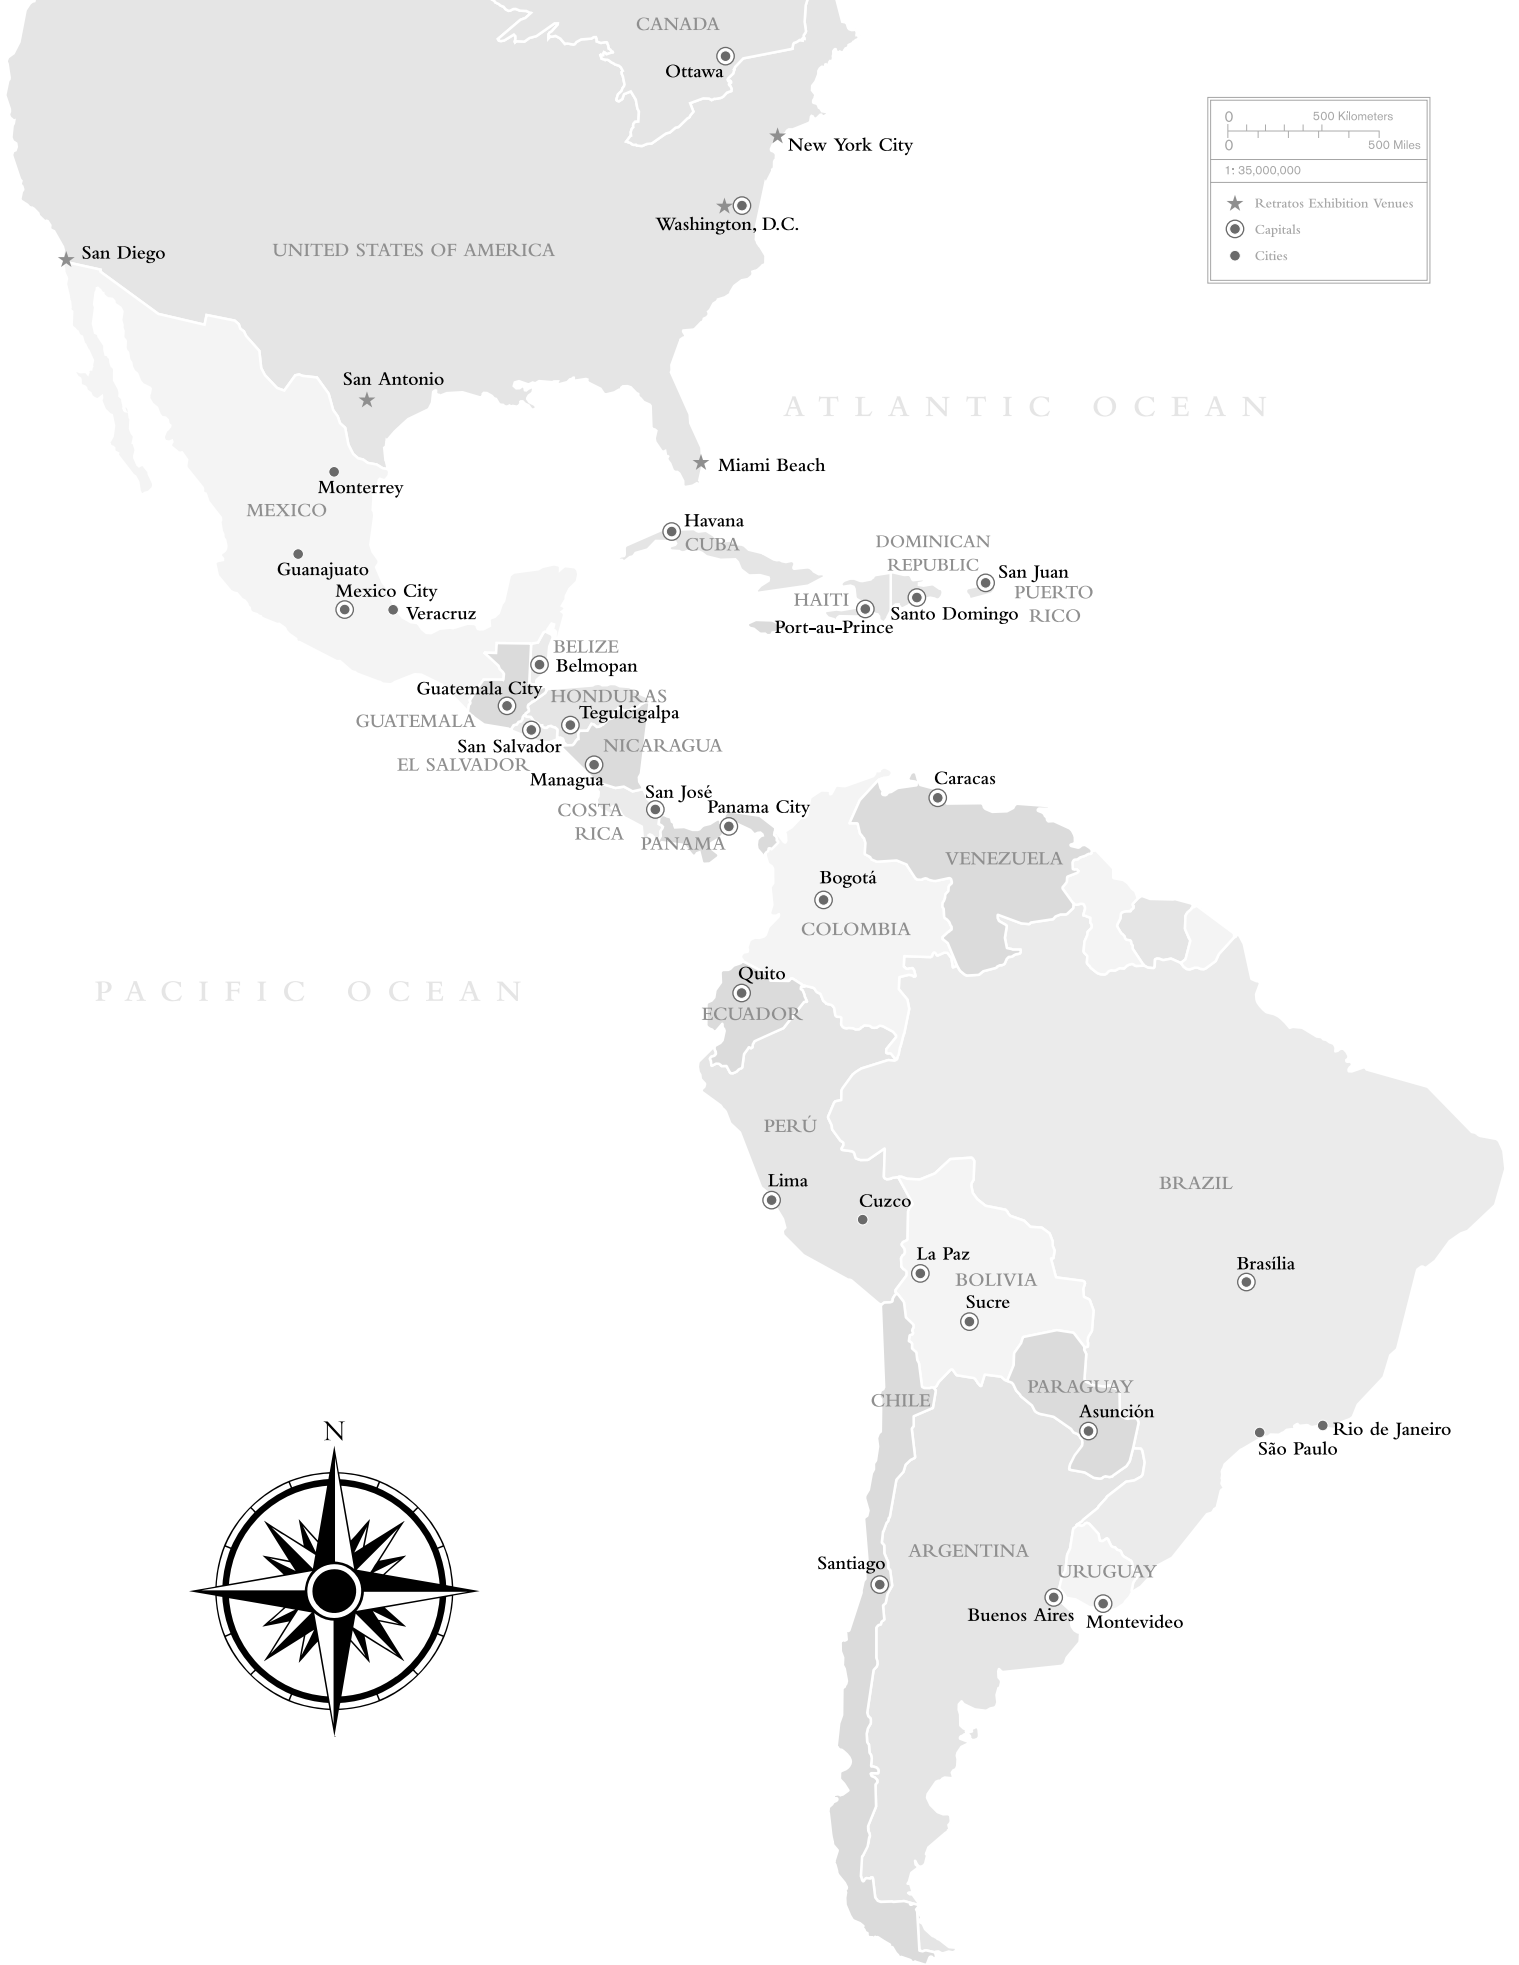 CANADA
Ottawa
0 500 Kilometers
0 500 Miles
1: 35,000,000
Retratos Exhibition Venues
Capitals
Cities
New York City
Washington, D.C.
San Diego
UNITED STATES OF AMERICA
San Antonio
ATLANTIC OCEAN
Miami Beach
Monterrey
MEXICO
Guanajuato
Mexico City
Veracruz
Havana
CUBA
DOMINICAN
REPUBLIC
San Juan
PUERTO
RICO
HAITI
Santo Domingo
Port-au-Prince
BELIZE
Belmopan
Guatemala City
HONDURAS
Tegulcigalpa
GUATEMALA
San Salvador
NICARAGUA
EL SALVADOR
Managua
San José
Panama City
COSTA
RICA
PANAMA
Caracas
VENEZUELA
Bogotá
COLOMBIA
Quito
ECUADOR
PACIFIC OCEAN
PERÚ
Lima
Cuzco
BRAZIL
La Paz
BOLIVIA
Sucre
Brasília
CHILE
PARAGUAY
Asunción
Rio de Janeiro
São Paulo
N
Santiago
ARGENTINA
URUGUAY
Buenos Aires
Montevideo